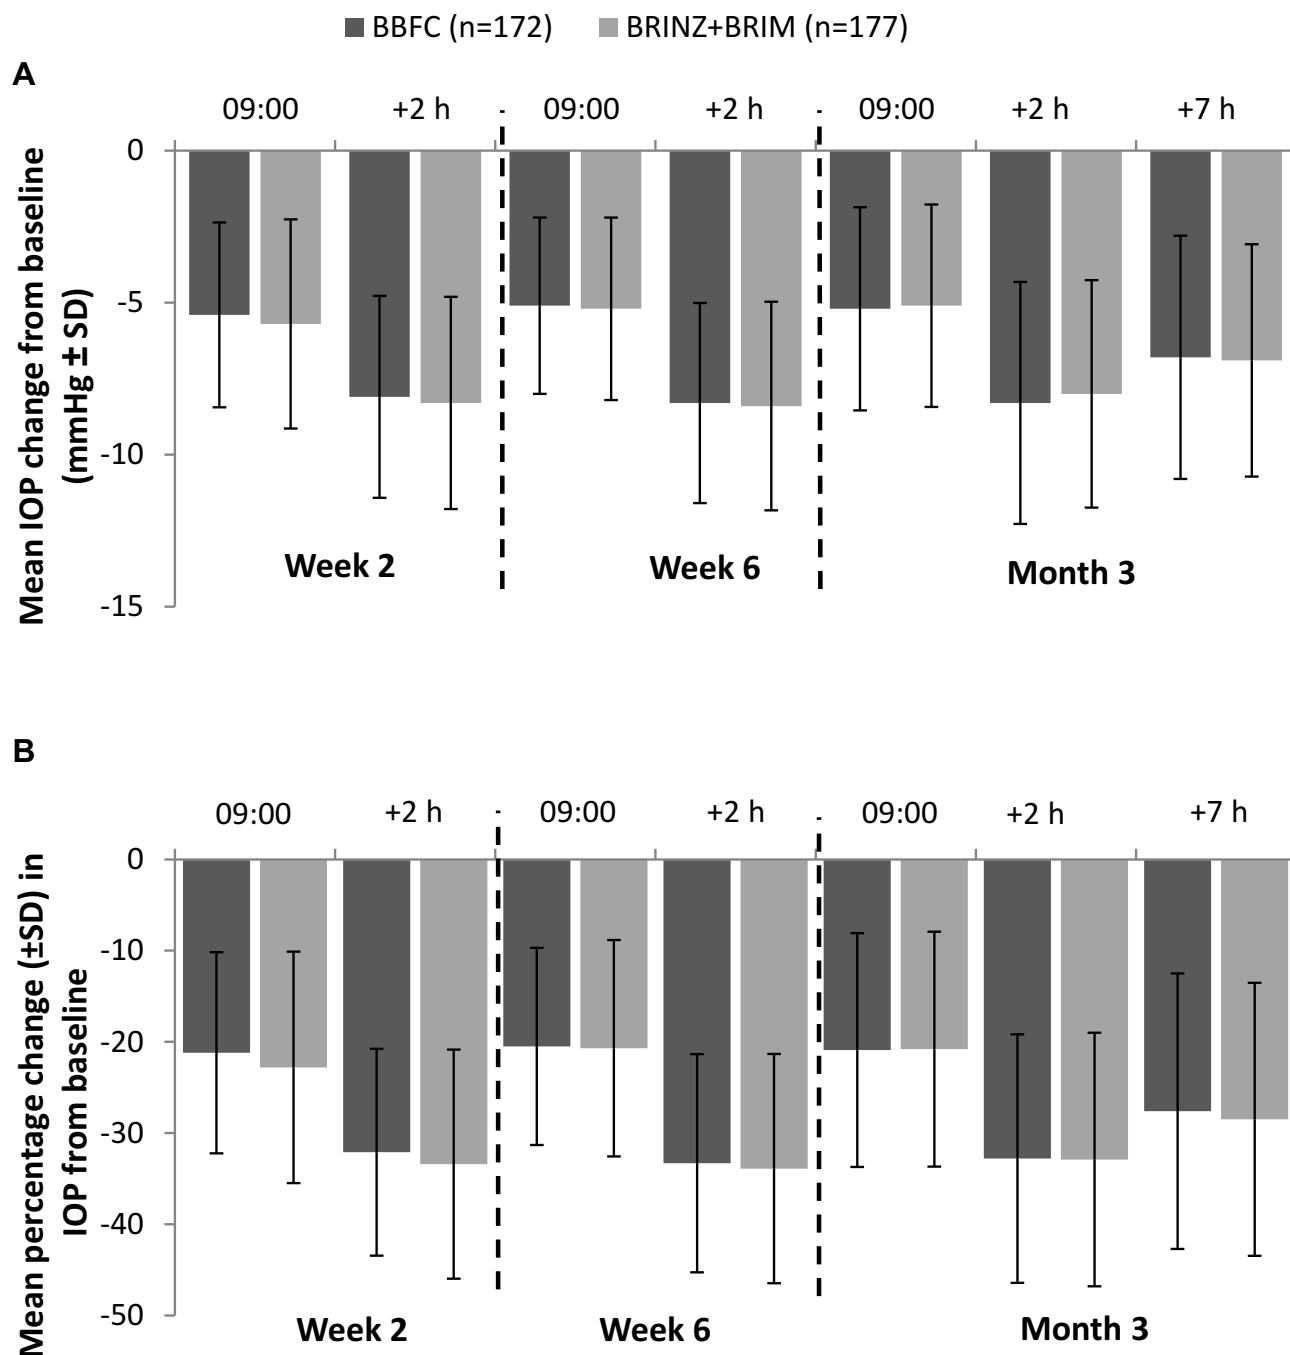 BBFC (n=172) BRINZ+BRIM (n=177)
A
09:00 +2 h 09:00 +2 h 09:00 +2 h +7 h
Mean IOP change from baseline
(mmHg ± SD)
0
-5
-10
-15
Week 2 Week 6 Month 3
B
09:00 +2 h 09:00 +2 h 09:00 +2 h +7 h
Mean percentage change (±SD) in
IOP from baseline
0
-10
-20
-30
-40
-50
Week 2 Week 6 Month 3